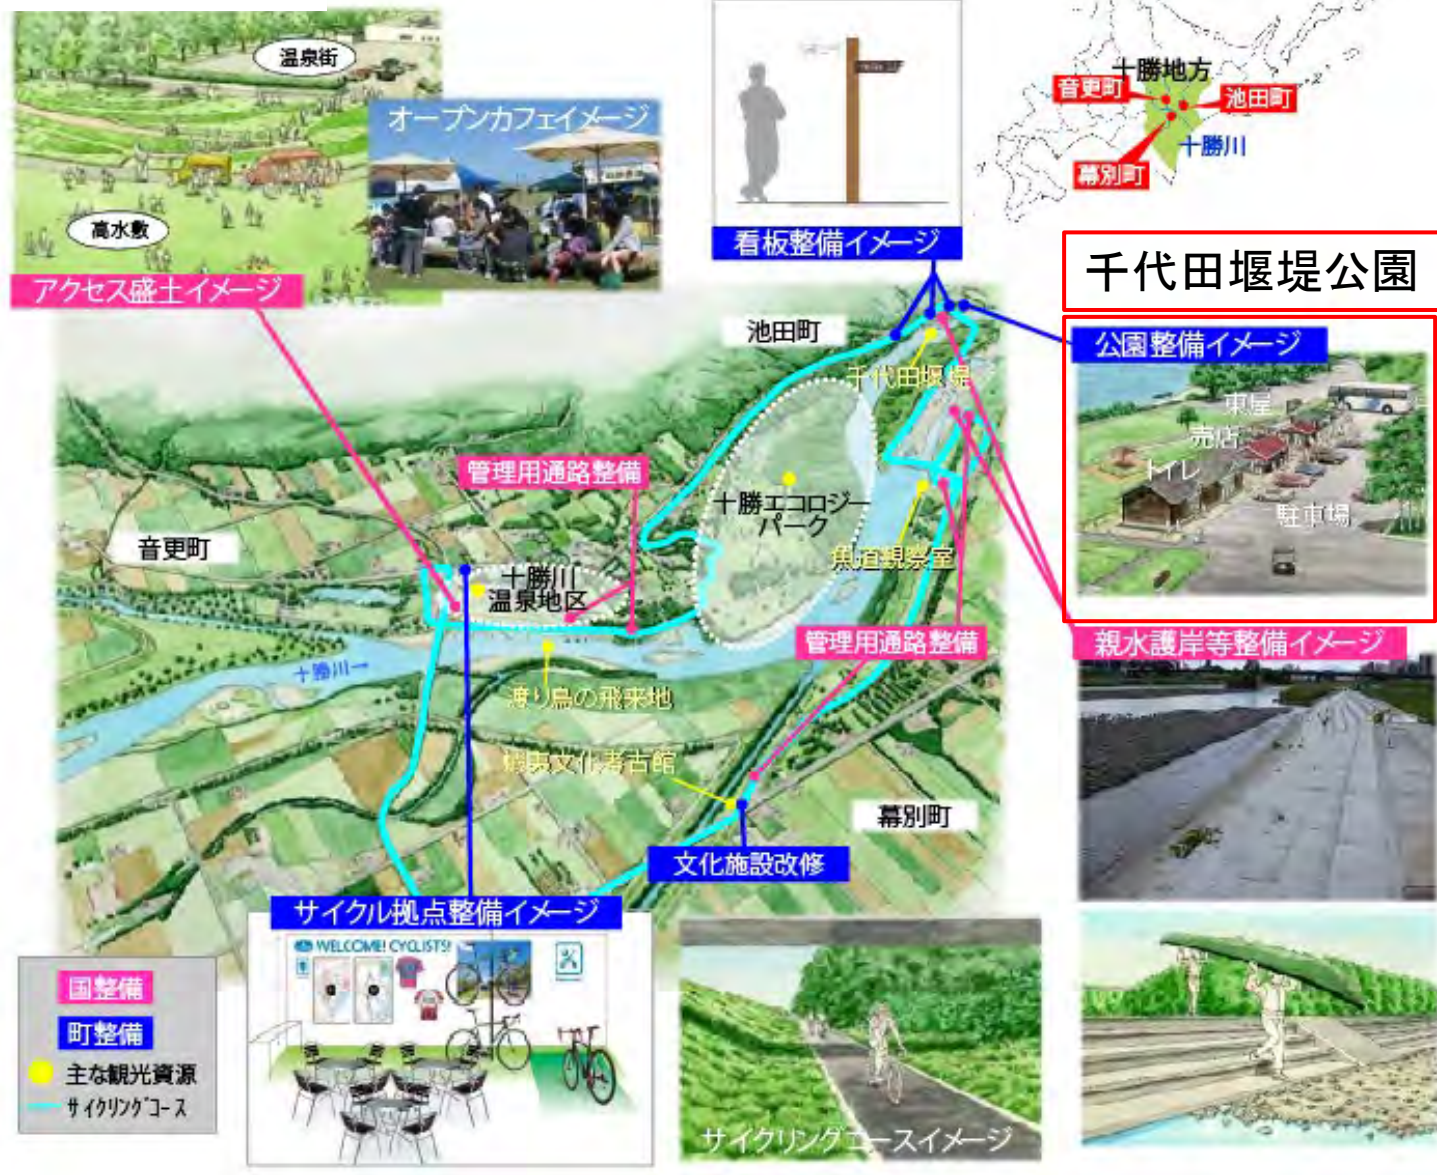 温泉街
オープンカフェイメージ
高水敷
アクセス盛土イメージ
看板整備イメージ
十勝地方
音更町
池田町
十勝川
幕別町
千代田堰堤公園
公園整備イメージ
東屋
売店
トイレ
駐車場
池田町
千代田堰堤
管理用通路整備
十勝エコロジー
パーク
音更町
魚道観察室
十勝川
温泉地区
管理用通路整備
親水護岸等整備イメージ
十勝川→
渡り鳥の飛来地
蝦夷文化考古館
幕別町
文化施設改修
サイクル拠点整備イメージ
WELCOME! CYCLISTS!
国整備
町整備
主な観光資源
サイクリングコース
サイクリングコースイメージ